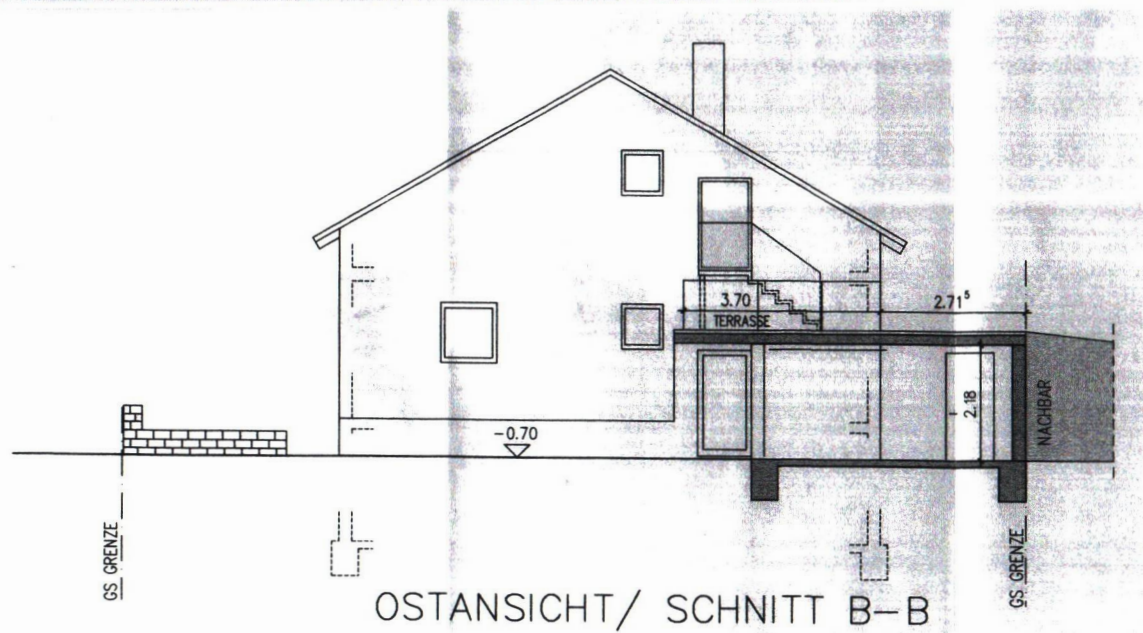 3.70
2.71⁵
TERRASSE
2.18
NACHBAR
-0.70
GS GRENZE
GS GRENZE
OSTANSICHT/ SCHNITT B-B